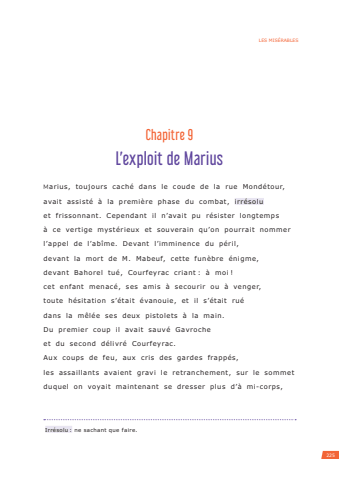 LES MISÉRABLES
Chapitre 9
L'exploit de Marius
Marius, toujours caché dans le coude de la rue Mondétour,
avait assisté à la première phase du combat, irrésolu
et frissonnant. Cependant il n'avait pu résister longtemps
à ce vertige mystérieux et souverain qu'on pourrait nommer
l'appel de l'abîme. Devant l'imminence du péril,
devant la mort de M. Mabeuf, cette funèbre énigme,
devant Bahorel tué, Courfeyrac criant : à moi !
cet enfant menacé, ses amis à secourir ou à venger,
toute hésitation s'était évanouie, et il s'était rué
dans la mêlée ses deux pistolets à la main.
Du premier coup il avait sauvé Gavroche
et du second délivré Courfeyrac.
Aux coups de feu, aux cris des gardes frappés,
les assaillants avaient gravi le retranchement, sur le sommet
duquel on voyait maintenant se dresser plus d'à mi-corps,
Irrésolu : ne sachant que faire.
223